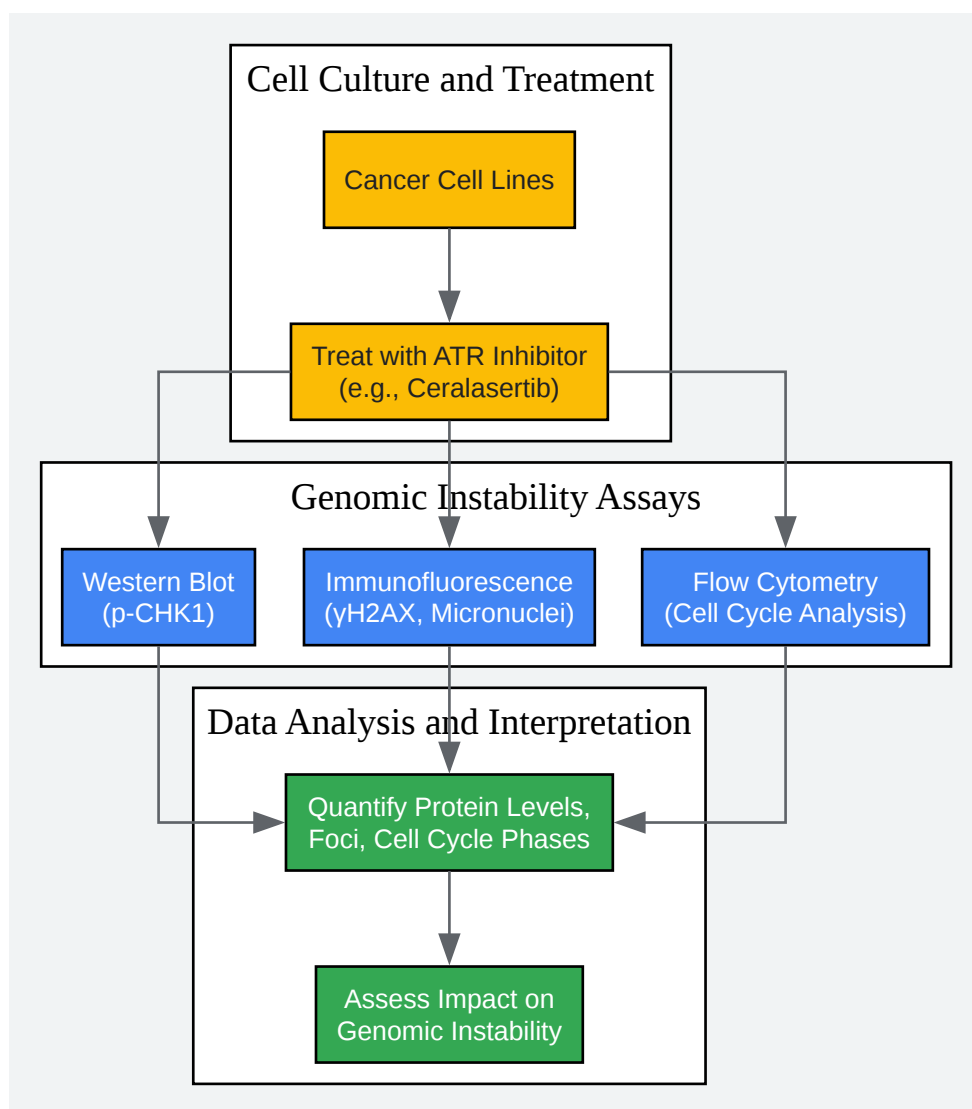 Cell Culture and Treatment
Cancer Cell Lines
Treat with ATR Inhibitor
(e.g., Ceralasertib)
Genomic Instability Assays
Western Blot
(p-CHK1)
Immunofluorescence
(γH2AX, Micronuclei)
Flow Cytometry
(Cell Cycle Analysis)
Data Analysis and Interpretation
Quantify Protein Levels,
Foci, Cell Cycle Phases
Assess Impact on
Genomic Instability